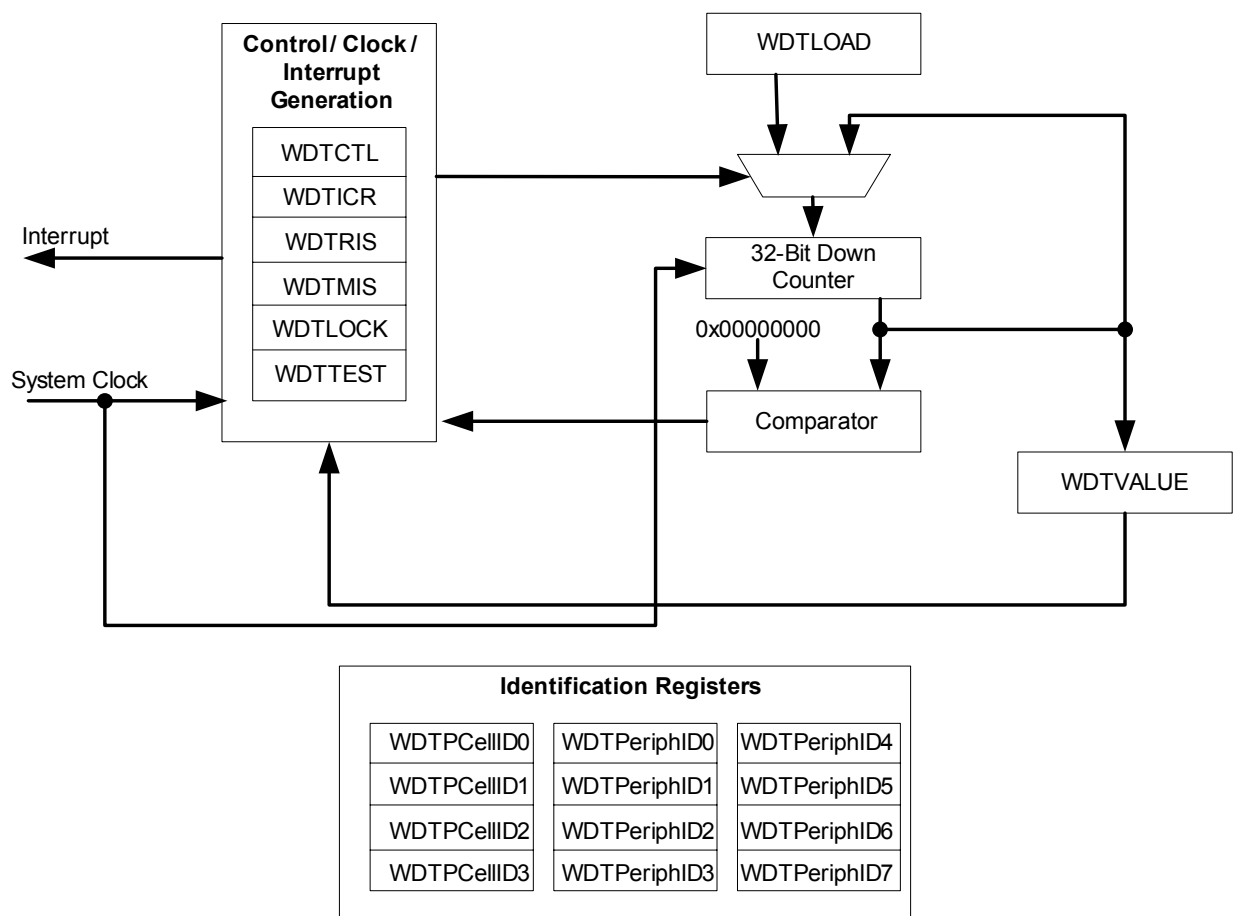 Control/ Clock/
Interrupt
Generation
WDTCTL
WDTICR
WDTRIS
WDTMIS
WDTLOCK
WDTTEST
Interrupt
System Clock
WDTLOAD
32-Bit Down
Counter
0x00000000
Comparator
WDTVALUE
Identification Registers
WDTPCellID0
WDTPeriphID0
WDTPeriphID4
WDTPCellID1
WDTPeriphID1
WDTPeriphID5
WDTPCellID2
WDTPeriphID2
WDTPeriphID6
WDTPCellID3
WDTPeriphID3
WDTPeriphID7